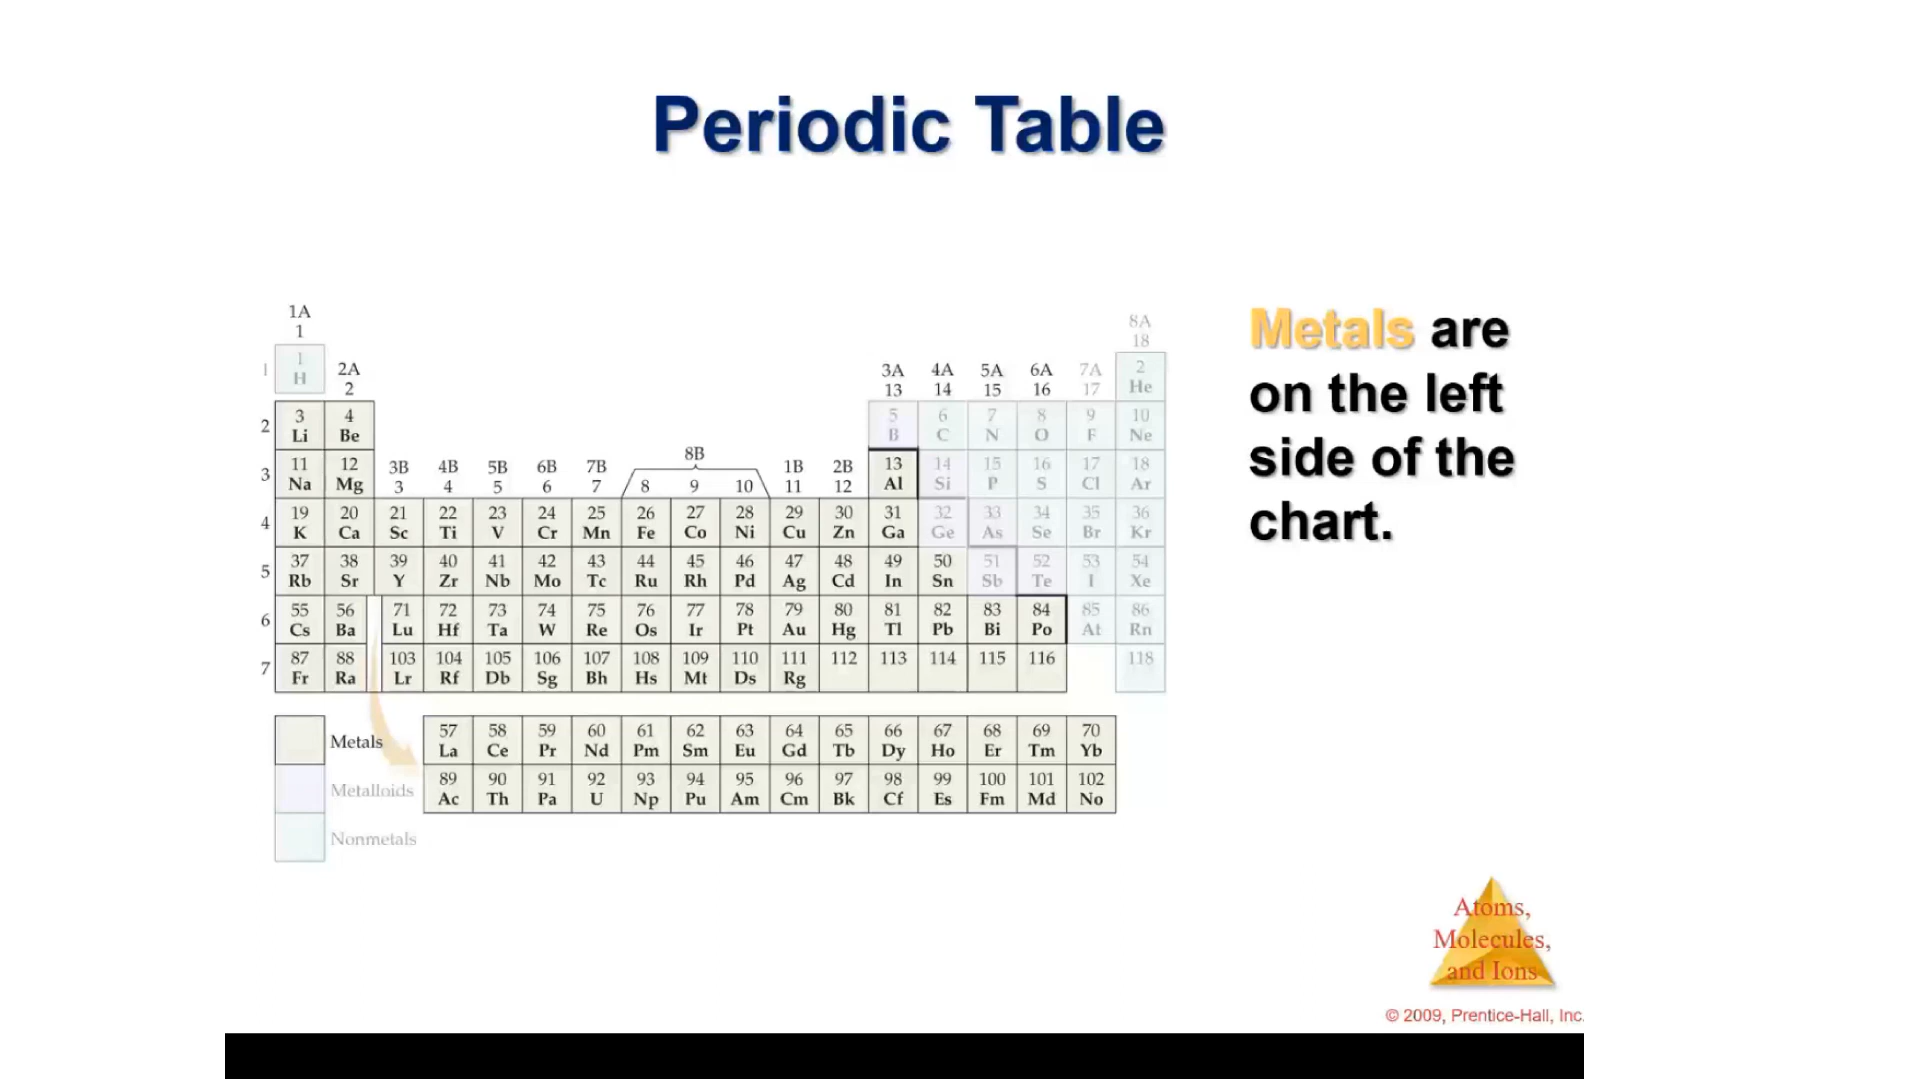 Periodic Table
1A
1
8A
18
1
1
H
2A
2
3A 4A 5A 6A 7A
13 14 15 16 17
2
He
2
3 4 5 6 7 8 9 10
Li Be B C N O F Ne
3
11 12 13 14 15 16 17 18
Na Mg Al Si P S Cl Ar
3B 4B 5B 6B 7B 8B 1B 2B
3 4 5 6 7 8 9 10 11 12
4
19 20 21 22 23 24 25 26 27 28 29 30 31 32 33 34 35 36
K Ca Sc Ti V Cr Mn Fe Co Ni Cu Zn Ga Ge As Se Br Kr
5
37 38 39 40 41 42 43 44 45 46 47 48 49 50 51 52 53 54
Rb Sr Y Zr Nb Mo Tc Ru Rh Pd Ag Cd In Sn Sb Te I Xe
6
55 56 71 72 73 74 75 76 77 78 79 80 81 82 83 84 85 86
Cs Ba Lu Hf Ta W Re Os Ir Pt Au Hg Tl Pb Bi Po At Rn
7
87 88 103 104 105 106 107 108 109 110 111 112 113 114 115 116 118
Fr Ra Lr Rf Db Sg Bh Hs Mt Ds Rg
Metals
Metalloids
Nonmetals
57 58 59 60 61 62 63 64 65 66 67 68 69 70
La Ce Pr Nd Pm Sm Eu Gd Tb Dy Ho Er Tm Yb
89 90 91 92 93 94 95 96 97 98 99 100 101 102
Ac Th Pa U Np Pu Am Cm Bk Cf Es Fm Md No
Metals are
on the left
side of the
chart.
Atoms,
Molecules,
and Ions
© 2009, Prentice-Hall, Inc.